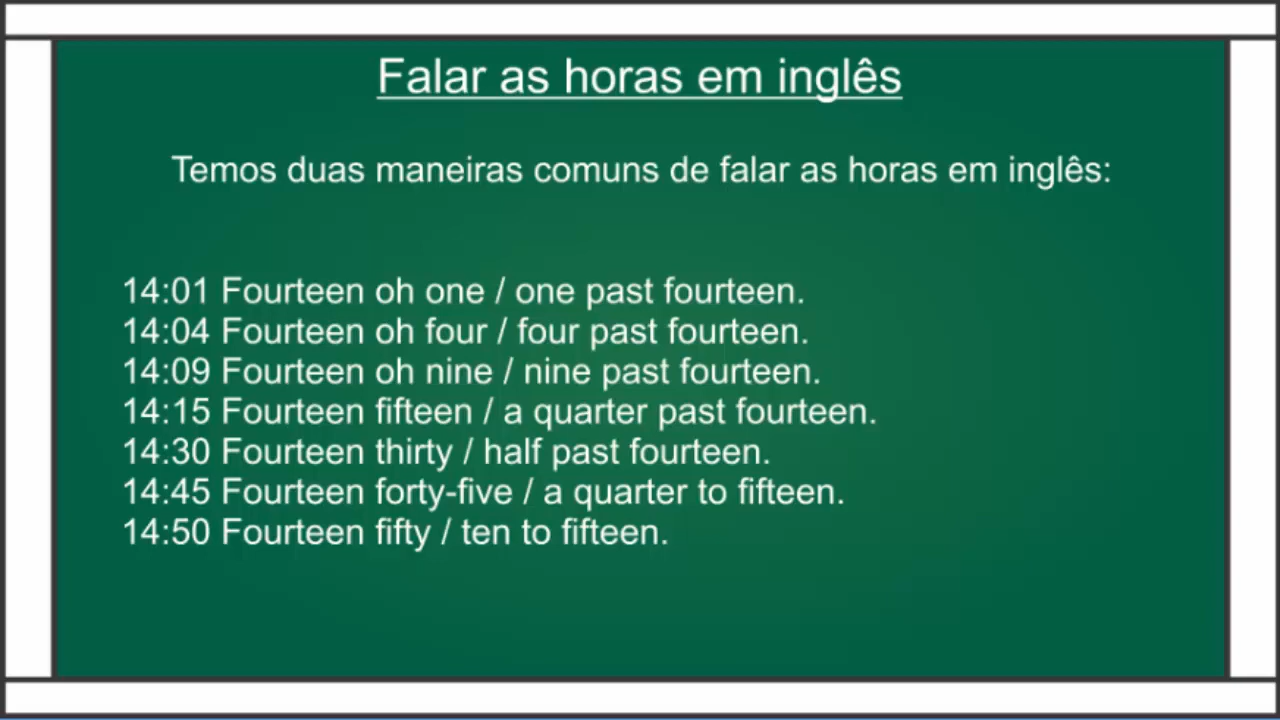 Falar as horas em inglês
Temos duas maneiras comuns de falar as horas em inglês:
14:01 Fourteen oh one / one past fourteen.
14:04 Fourteen oh four / four past fourteen.
14:09 Fourteen oh nine / nine past fourteen.
14:15 Fourteen fifteen / a quarter past fourteen.
14:30 Fourteen thirty / half past fourteen.
14:45 Fourteen forty-five / a quarter to fifteen.
14:50 Fourteen fifty / ten to fifteen.